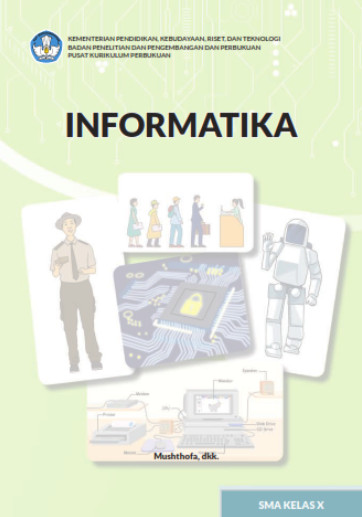 KEMENTERIAN PENDIDIKAN, KEBUDAYAAN, RISET, DAN TEKNOLOGI
BADAN PENELITIAN DAN PENGEMBANGAN DAN PERBUKUAN
PUSAT KURIKULUM PERBUKUAN
INFORMATIKA
Mushthofa, dkk.
SMA KELAS X